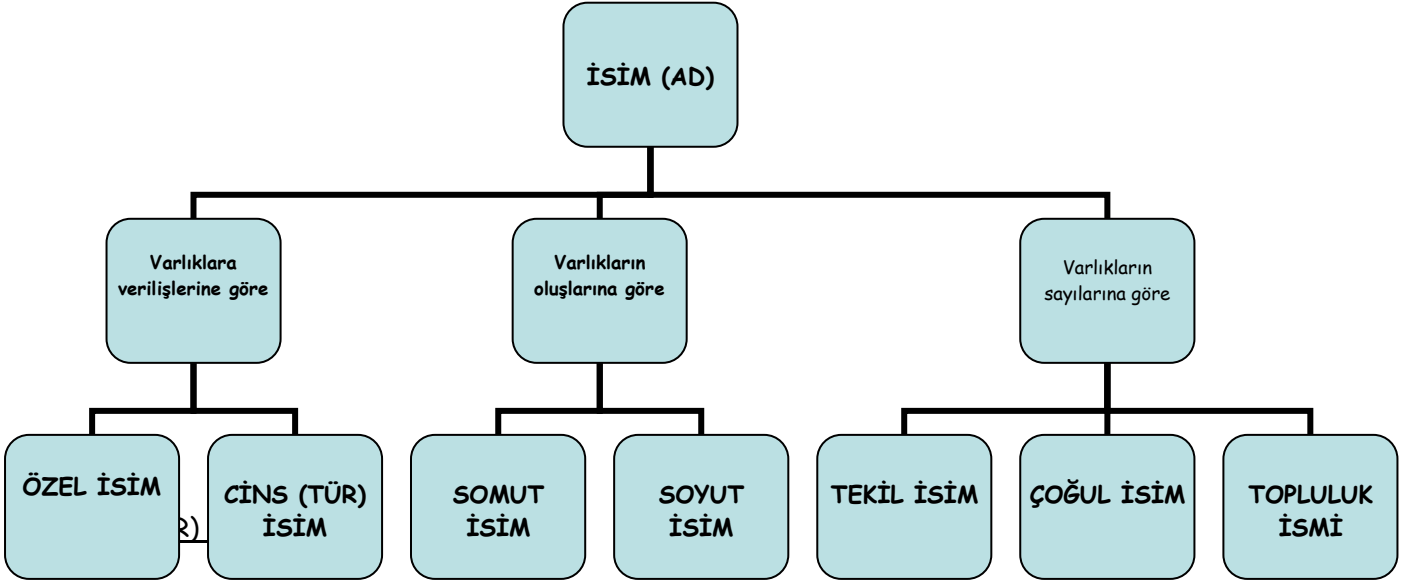 İSİM (AD)
Varlıklara
verilişlerine göre
Varlıkların
oluşlarına göre
Varlıkların
sayılarına göre
ÖZEL İSİM
CİNS (TÜR)
İSİM
SOMUT
İSİM
SOYUT
İSİM
TEKİL İSİM
ÇOĞUL İSİM
TOPLULUK
İSMİ